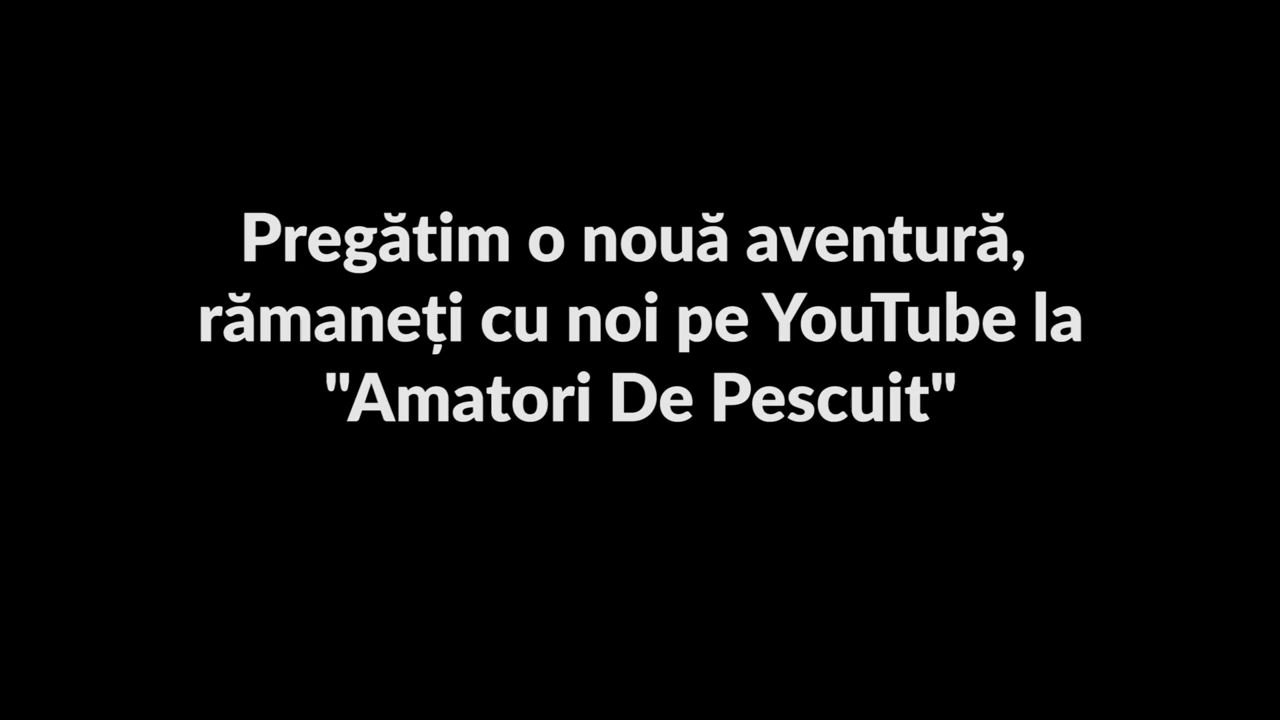 Pregătim o nouă aventură,
rămaneți cu noi pe YouTube la
"Amatori De Pescuit"